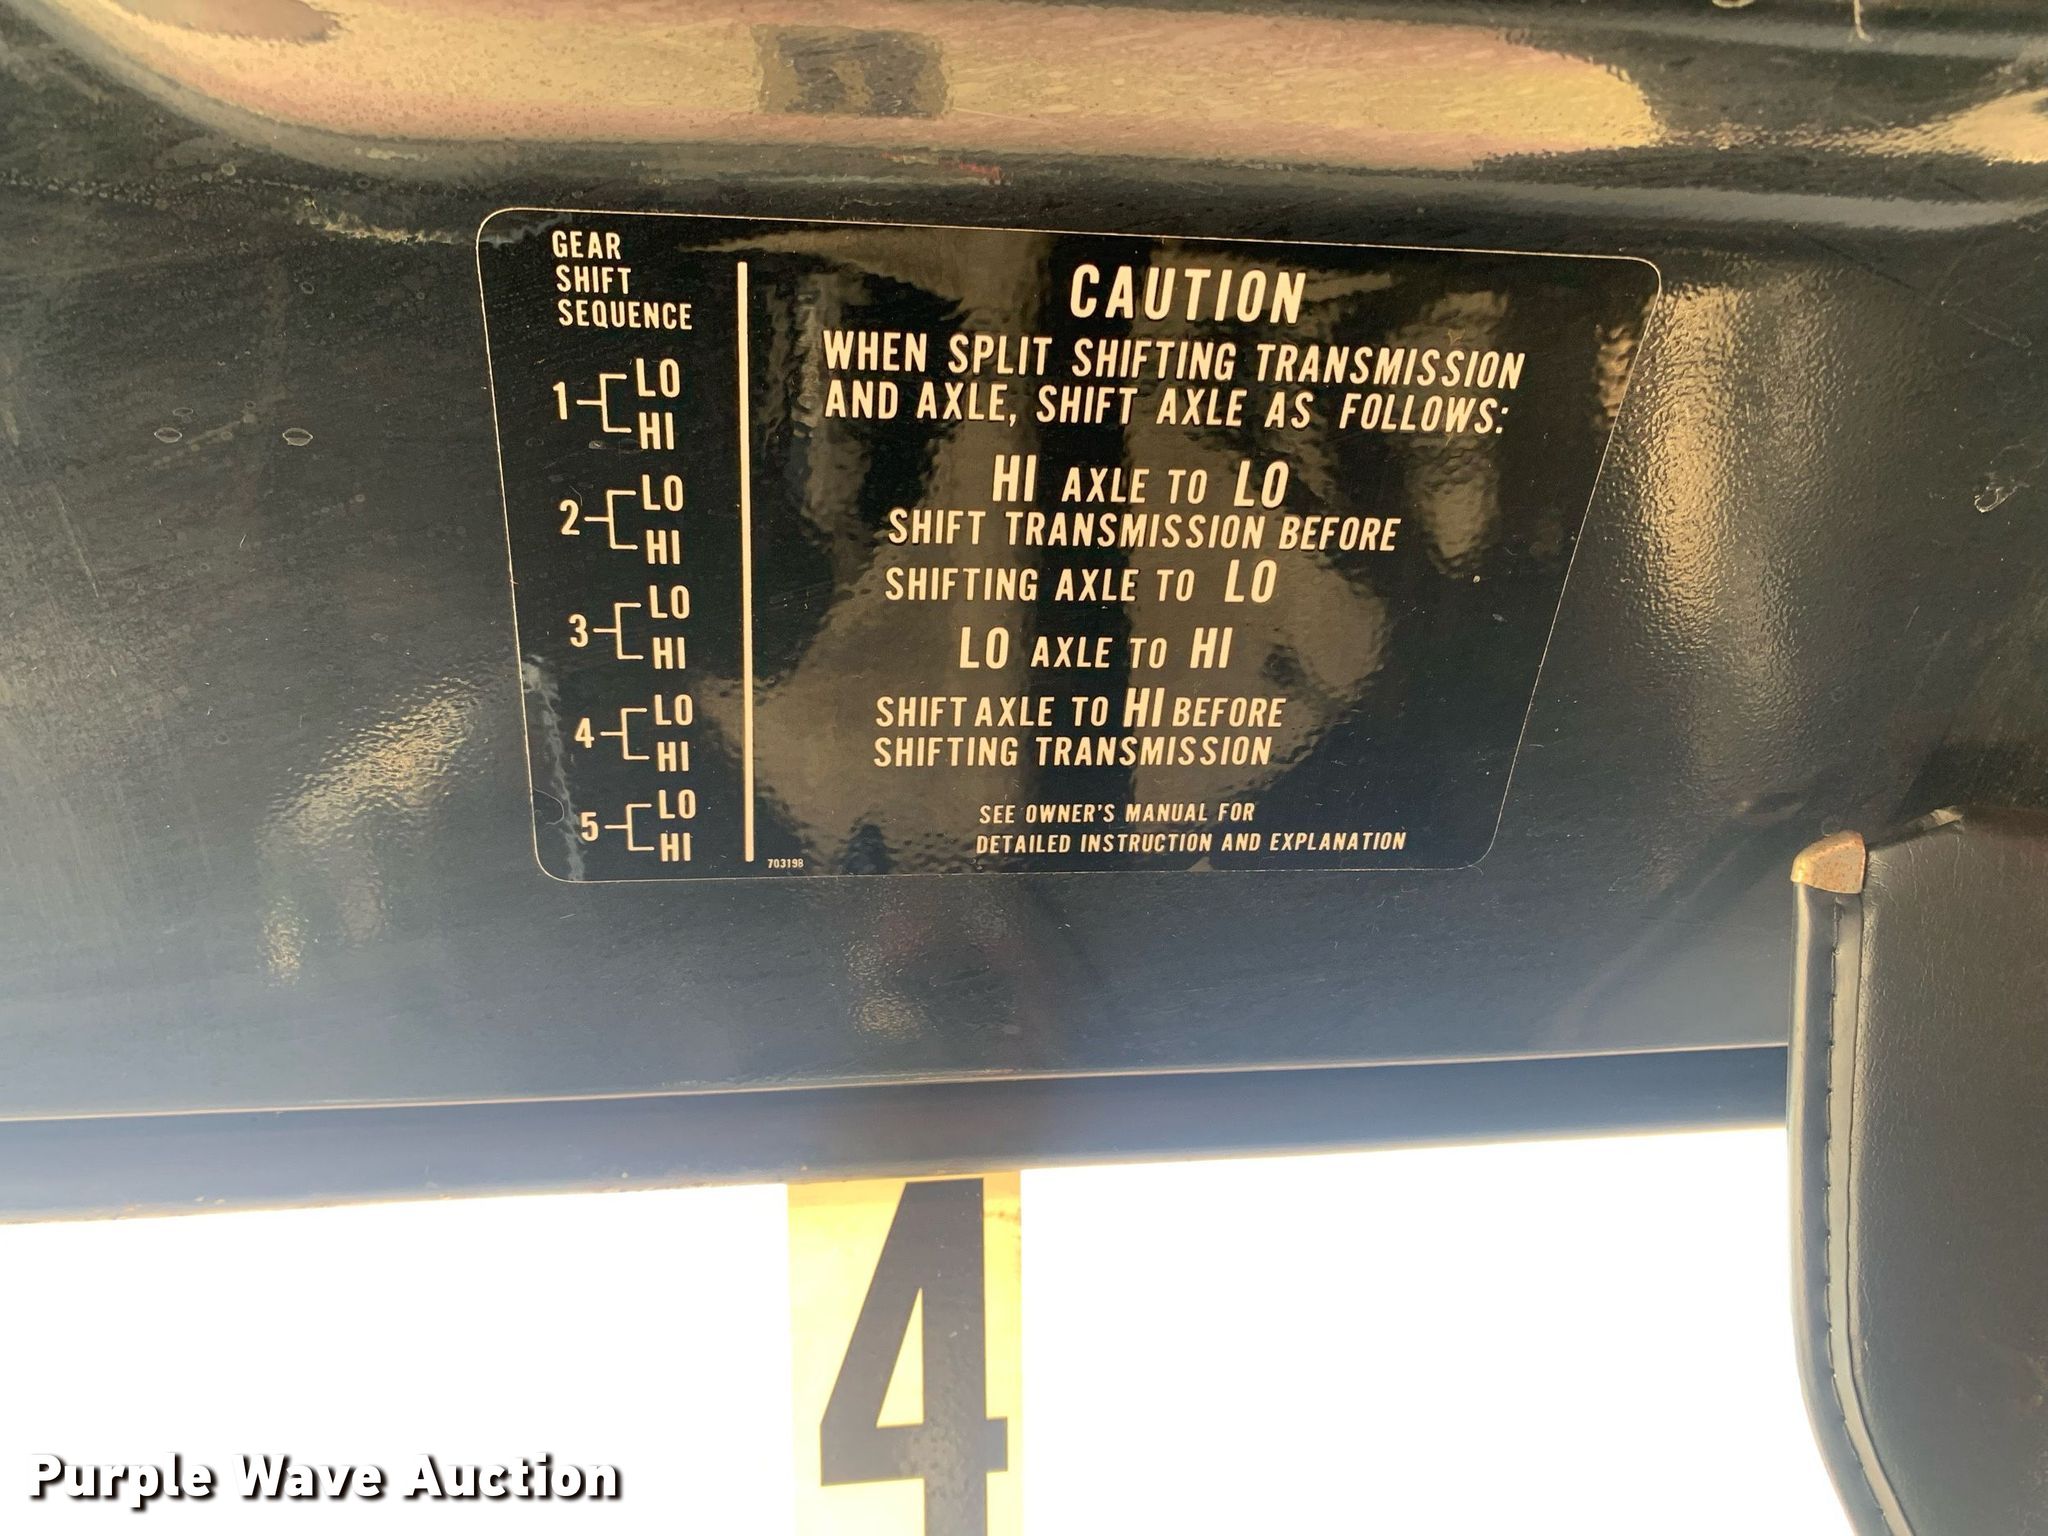 GEAR
SHIFT
SEQUENCE
1 LO
HI
2 LO
HI
3 LO
HI
4 LO
HI
5 LO
HI
CAUTION
WHEN SPLIT SHIFTING TRANSMISSION
AND AXLE, SHIFT AXLE AS FOLLOWS:
HI AXLE TO LO
SHIFT TRANSMISSION BEFORE
SHIFTING AXLE TO LO
LO AXLE TO HI
SHIFT AXLE TO HI BEFORE
SHIFTING TRANSMISSION
SEE OWNER'S MANUAL FOR
DETAILED INSTRUCTION AND EXPLANATION
703198
4
Purple Wave Auction